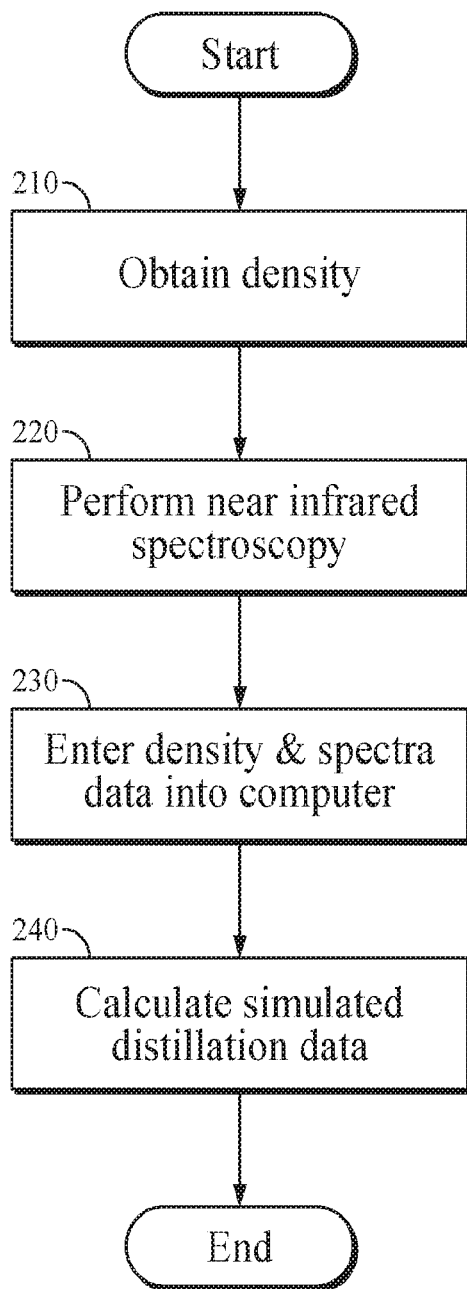 Start
210
Obtain density
220
Perform near infrared
spectroscopy
230
Enter density & spectra
data into computer
240
Calculate simulated
distillation data
End